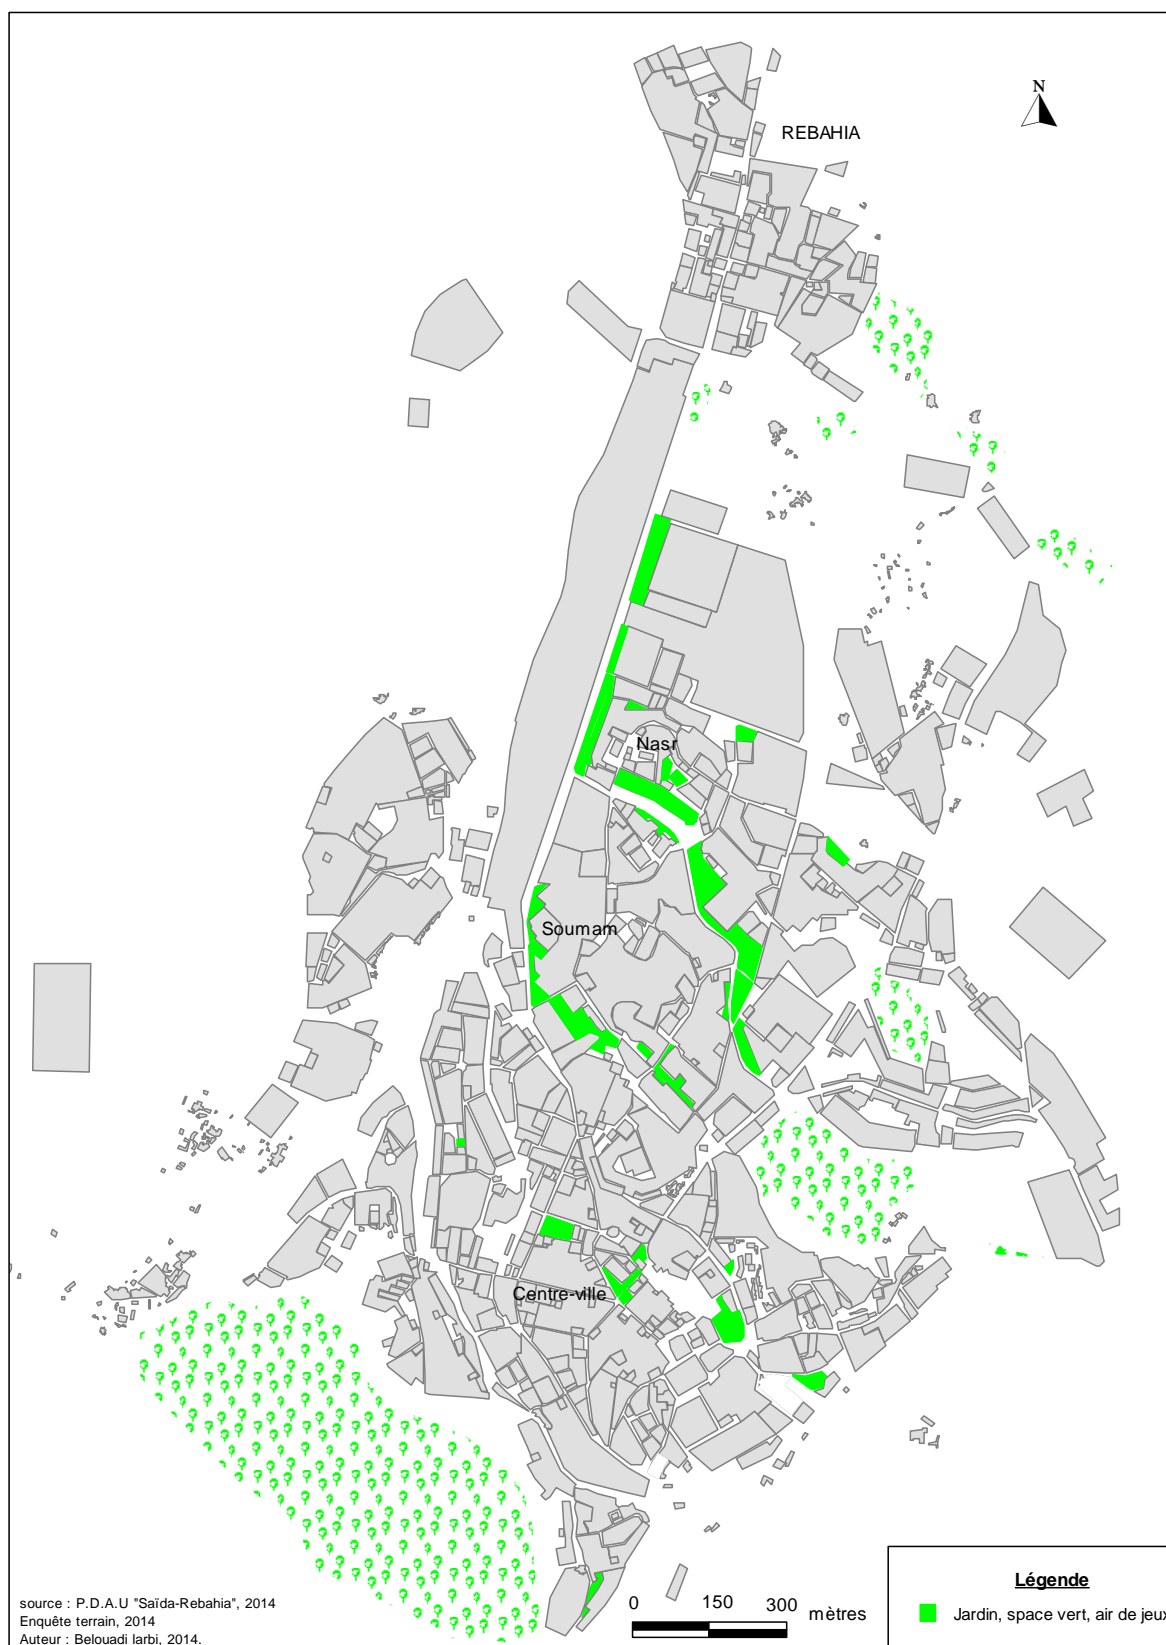 N
REBAHIA
Nasr
Soumam
Centre-ville
source : P.D.A.U "Saïda-Rebahia", 2014
Enquête terrain, 2014
Auteur : Belouadi larbi, 2014.
0 150 300 mètres
Légende
Jardin, space vert, air de jeux